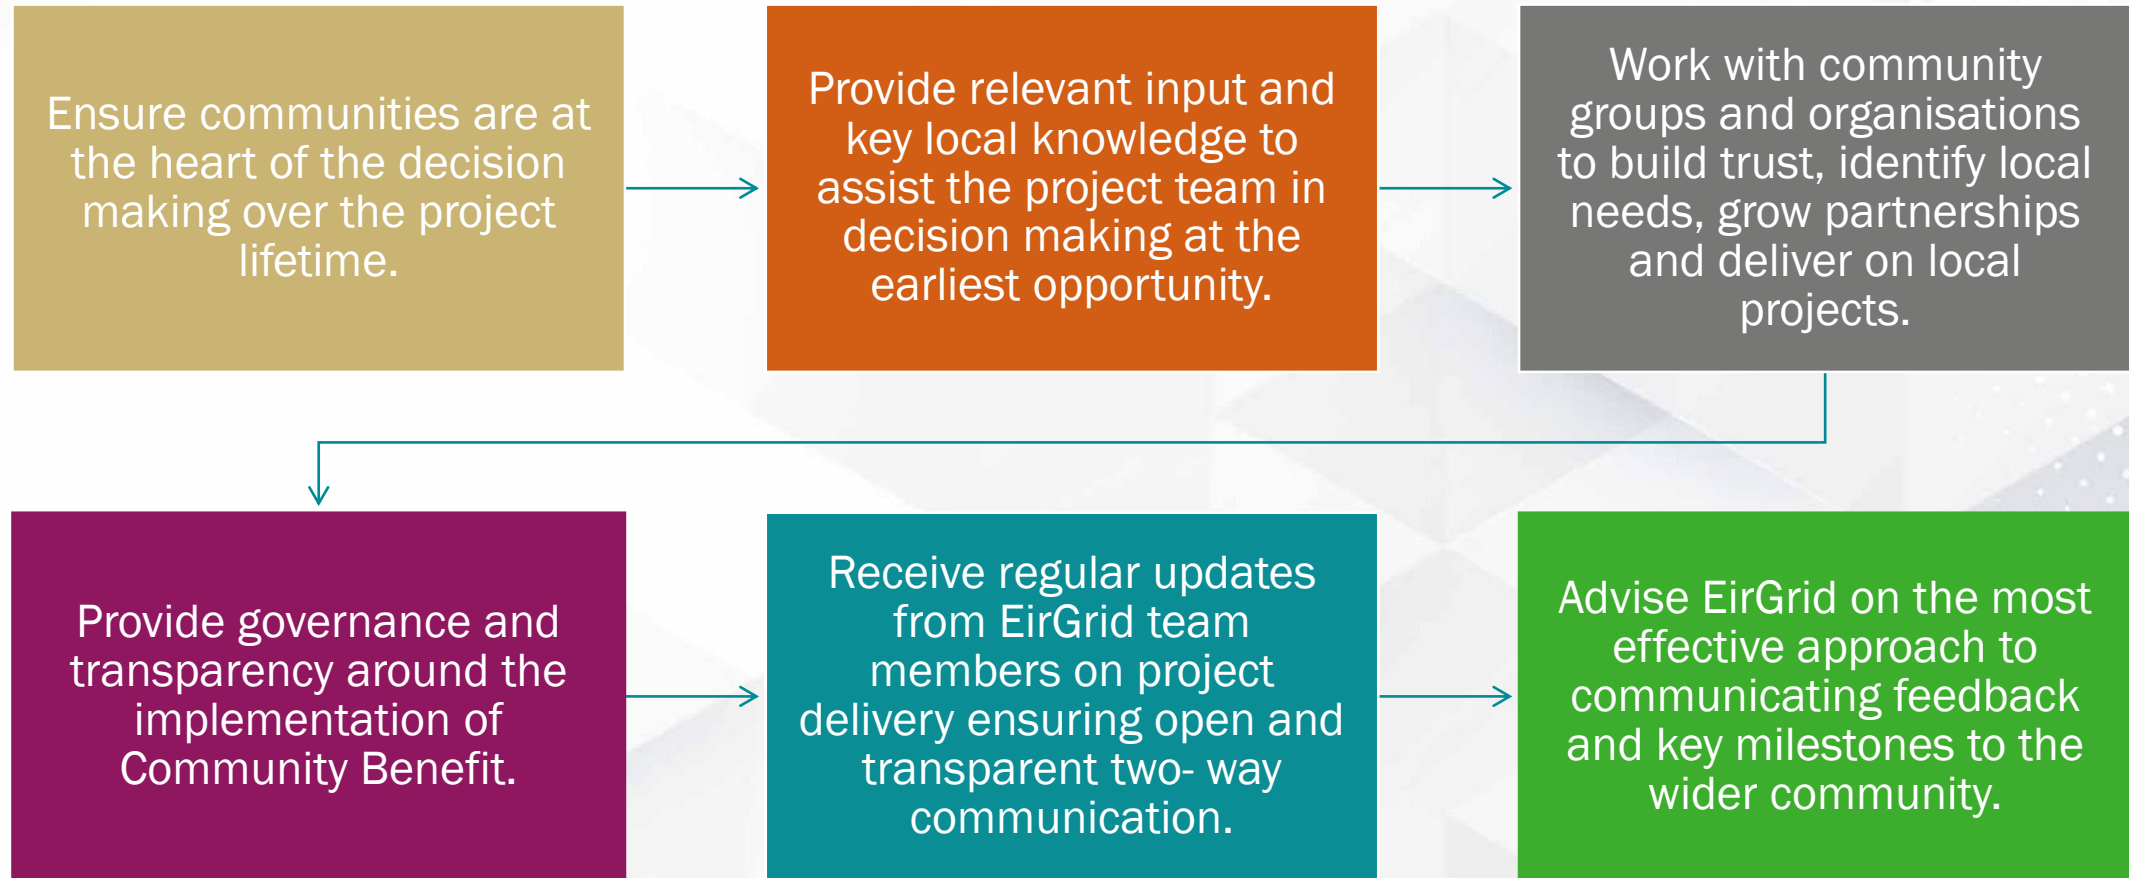 Ensure communities are at
the heart of the decision
making over the project
lifetime.
Provide relevant input and
key local knowledge to
assist the project team in
decision making at the
earliest opportunity.
Work with community
groups and organisations
to build trust, identify local
needs, grow partnerships
and deliver on local
projects.
Provide governance and
transparency around the
implementation of
Community Benefit.
Receive regular updates
from EirGrid team
members on project
delivery ensuring open and
transparent two- way
communication.
Advise EirGrid on the most
effective approach to
communicating feedback
and key milestones to the
wider community.